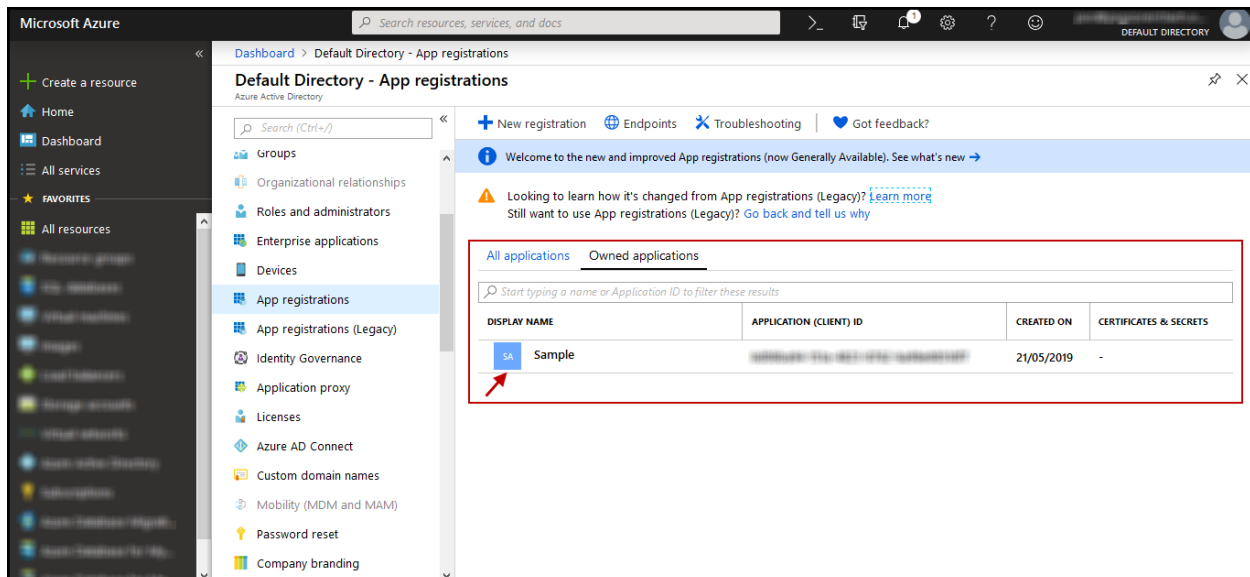 Microsoft Azure
Search resources, services, and docs
1
DEFAULT DIRECTORY
Create a resource
Home
Dashboard
All services
FAVORITES
All resources
Dashboard > Default Directory - App registrations
Default Directory - App registrations
Azure Active Directory
Search (Ctrl+/)
Groups
Organizational relationships
Roles and administrators
Enterprise applications
Devices
App registrations
App registrations (Legacy)
Identity Governance
Application proxy
Licenses
Azure AD Connect
Custom domain names
Mobility (MDM and MAM)
Password reset
Company branding
New registration Endpoints Troubleshooting Got feedback?
Welcome to the new and improved App registrations (now Generally Available). See what's new →
Looking to learn how it's changed from App registrations (Legacy)? Learn more
Still want to use App registrations (Legacy)? Go back and tell us why
All applications Owned applications
Start typing a name or Application ID to filter these results
DISPLAY NAME APPLICATION (CLIENT) ID CREATED ON CERTIFICATES & SECRETS
SA Sample 21/05/2019 -